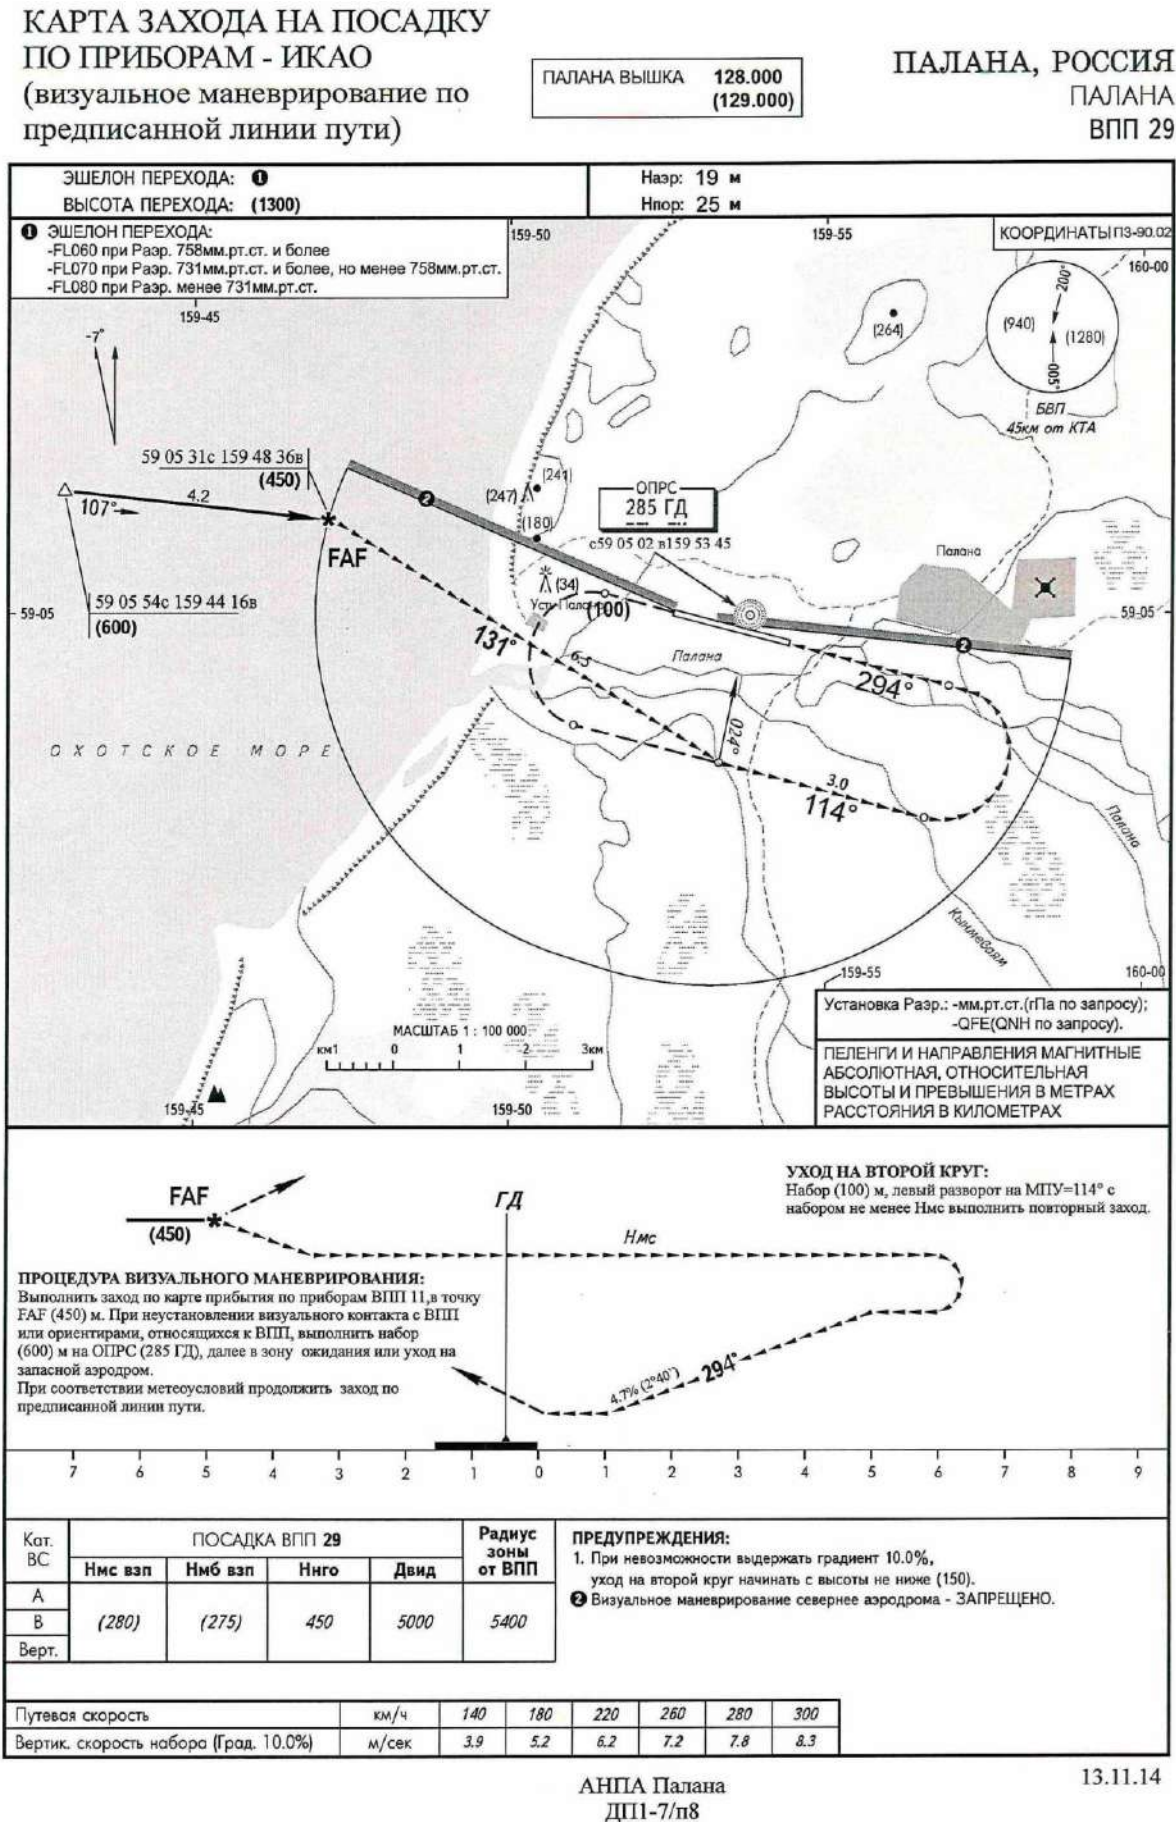 КАРТА ЗАХОДА НА ПОСАДКУ
ПО ПРИБОРАМ - ИКАО
(визуальное маневрирование по
предписанной линии пути)
ПАЛАНА ВЫШКА 128.000
(129.000)
ПАЛАНА, РОССИЯ
ПАЛАНА
ВПП 29
ЭШЕЛОН ПЕРЕХОДА: ❶
ВЫСОТА ПЕРЕХОДА: (1300)
Наэр: 19 м
Нпор: 25 м
❶ ЭШЕЛОН ПЕРЕХОДА:
-FL060 при Раэр. 758мм.рт.ст. и более
-FL070 при Раэр. 731мм.рт.ст. и более, но менее 758мм.рт.ст.
-FL080 при Раэр. менее 731мм.рт.ст.
159-50
159-55
КООРДИНАТЫ ПЗ-90.02
160-00
159-45
-7°
(264)
200°
(940)
(1280)
005°
БВП
45км от КТА
59 05 31с 159 48 36в
(450)
4.2
107°
FAF
❷
(241)
(247)
(180)
ОПРС
285 ГД
с59 05 02 в159 53 45
Палана
(34)
Усть-Палана
(100)
59-05
59 05 54с 159 44 16в
(600)
59-05
131°
6.5
Палана
❷
294°
024°
ОХОТСКОЕ МОРЕ
3.0
114°
Палана
Кыммеваям
159-55
160-00
МАСШТАБ 1 : 100 000
км1 0 1 2 3км
159-45
159-50
Установка Раэр.: -мм.рт.ст.(гПа по запросу);
-QFE(QNH по запросу).
ПЕЛЕНГИ И НАПРАВЛЕНИЯ МАГНИТНЫЕ
АБСОЛЮТНАЯ, ОТНОСИТЕЛЬНАЯ
ВЫСОТЫ И ПРЕВЫШЕНИЯ В МЕТРАХ
РАССТОЯНИЯ В КИЛОМЕТРАХ
УХОД НА ВТОРОЙ КРУГ:
Набор (100) м, левый разворот на МПУ=114° с
набором не менее Нмс выполнить повторный заход.
FAF
(450)
ГД
Нмс
ПРОЦЕДУРА ВИЗУАЛЬНОГО МАНЕВРИРОВАНИЯ:
Выполнить заход по карте прибытия по приборам ВПП 11,в точку
FAF (450) м. При неустановлении визуального контакта с ВПП
или ориентирами, относящихся к ВПП, выполнить набор
(600) м на ОПРС (285 ГД), далее в зону ожидания или уход на
запасной аэродром.
При соответствии метеоусловий продолжить заход по
предписанной линии пути.
4.7% (2°40')
294°
7 6 5 4 3 2 1 0 1 2 3 4 5 6 7 8 9
Кат. ВС
ПОСАДКА ВПП 29
Радиус зоны от ВПП
Нмс взп Нмб взп Ннго Двид
А
В
Верт.
(280) (275) 450 5000 5400
ПРЕДУПРЕЖДЕНИЯ:
1. При невозможности выдержать градиент 10.0%,
уход на второй круг начинать с высоты не ниже (150).
❷ Визуальное маневрирование севернее аэродрома - ЗАПРЕЩЕНО.
Путевая скорость км/ч 140 180 220 260 280 300
Вертик. скорость набора (Град. 10.0%) м/сек 3.9 5.2 6.2 7.2 7.8 8.3
АНПА Палана
ДП1-7/п8
13.11.14